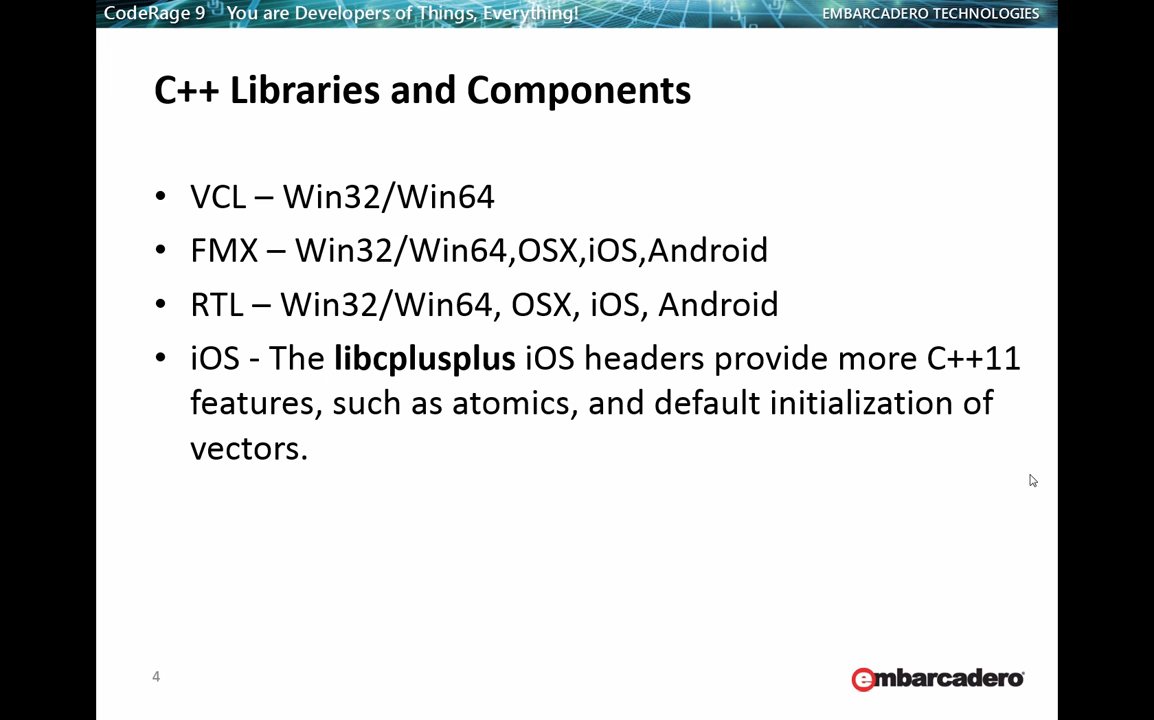 CodeRage 9 You are Developers of Things, Everything! EMBARCADERO TECHNOLOGIES
C++ Libraries and Components
• VCL – Win32/Win64
• FMX – Win32/Win64,OSX,iOS,Android
• RTL – Win32/Win64, OSX, iOS, Android
• iOS - The libcplusplus iOS headers provide more C++11
features, such as atomics, and default initialization of
vectors.
4 embarcadero